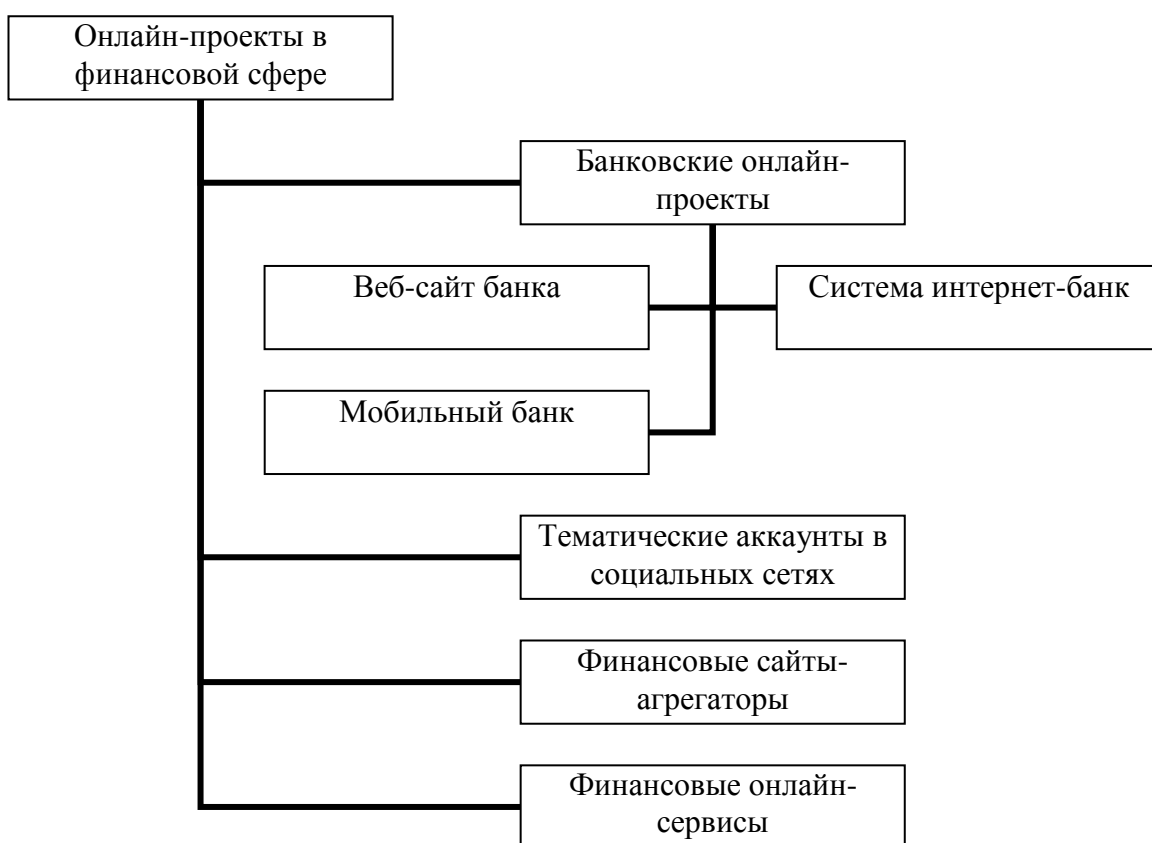 Онлайн-проекты в
финансовой сфере
Банковские онлайн-
проекты
Веб-сайт банка
Система интернет-банк
Мобильный банк
Тематические аккаунты в
социальных сетях
Финансовые сайты-
агрегаторы
Финансовые онлайн-
сервисы